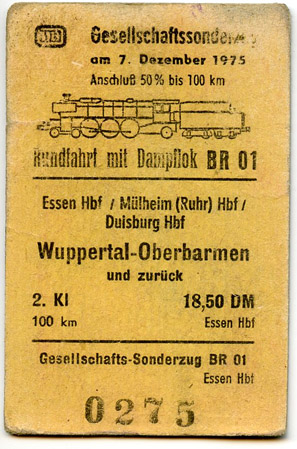 DB Gesellschaftssonderzug
am 7. Dezember 1975
Anschluß 50% bis 100 km
Rundfahrt mit Dampflok BR 01
Essen Hbf / Mülheim (Ruhr) Hbf /
Duisburg Hbf
Wuppertal-Oberbarmen
und zurück
2. Kl 18,50 DM
100 km Essen Hbf
Gesellschafts-Sonderzug BR 01
Essen Hbf
0275